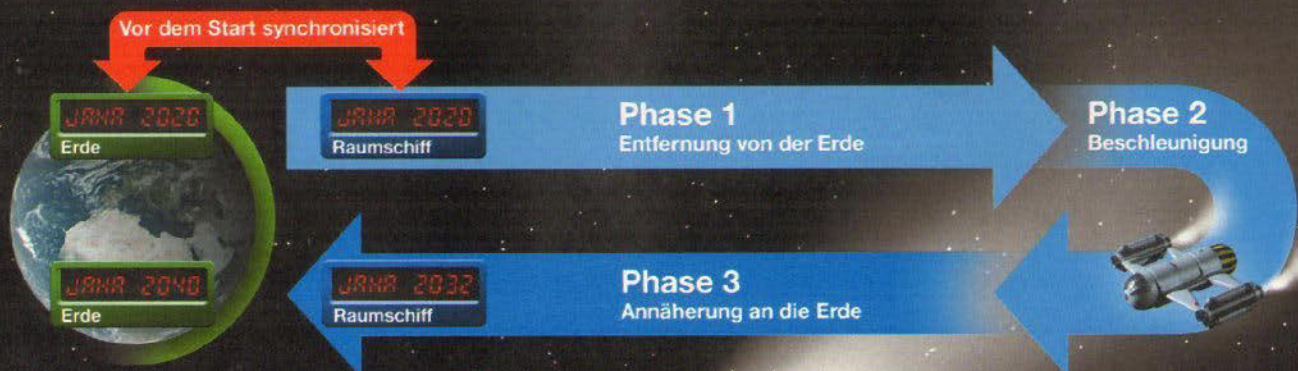 Vor dem Start synchronisiert
JAHR 2020
Erde
JAHR 2020
Raumschiff
Phase 1
Entfernung von der Erde
Phase 2
Beschleunigung
JAHR 2040
Erde
JAHR 2032
Raumschiff
Phase 3
Annäherung an die Erde